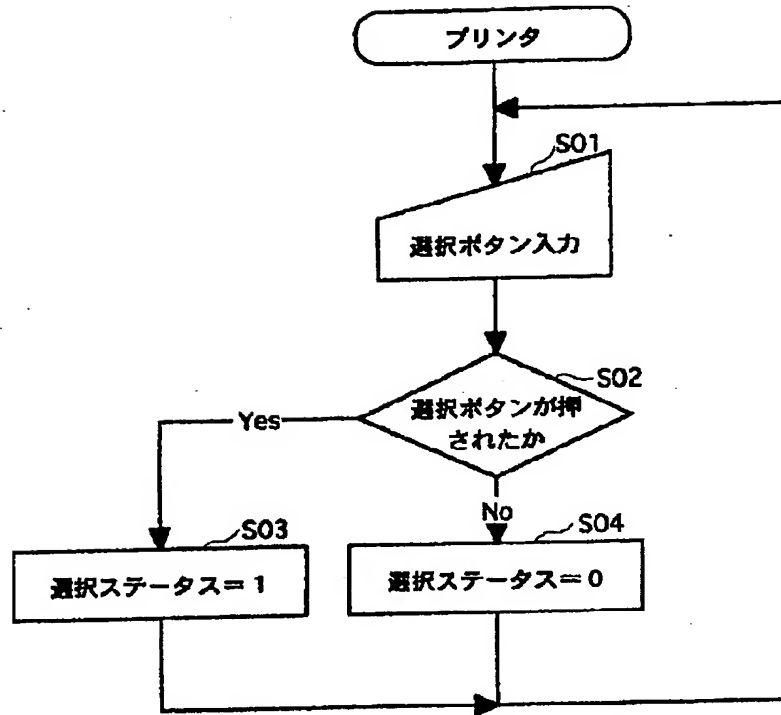 プリンタ
S01
選択ボタン入力
S02
選択ボタンが押
されたか
Yes
No
S03
選択ステータス＝1
S04
選択ステータス＝0